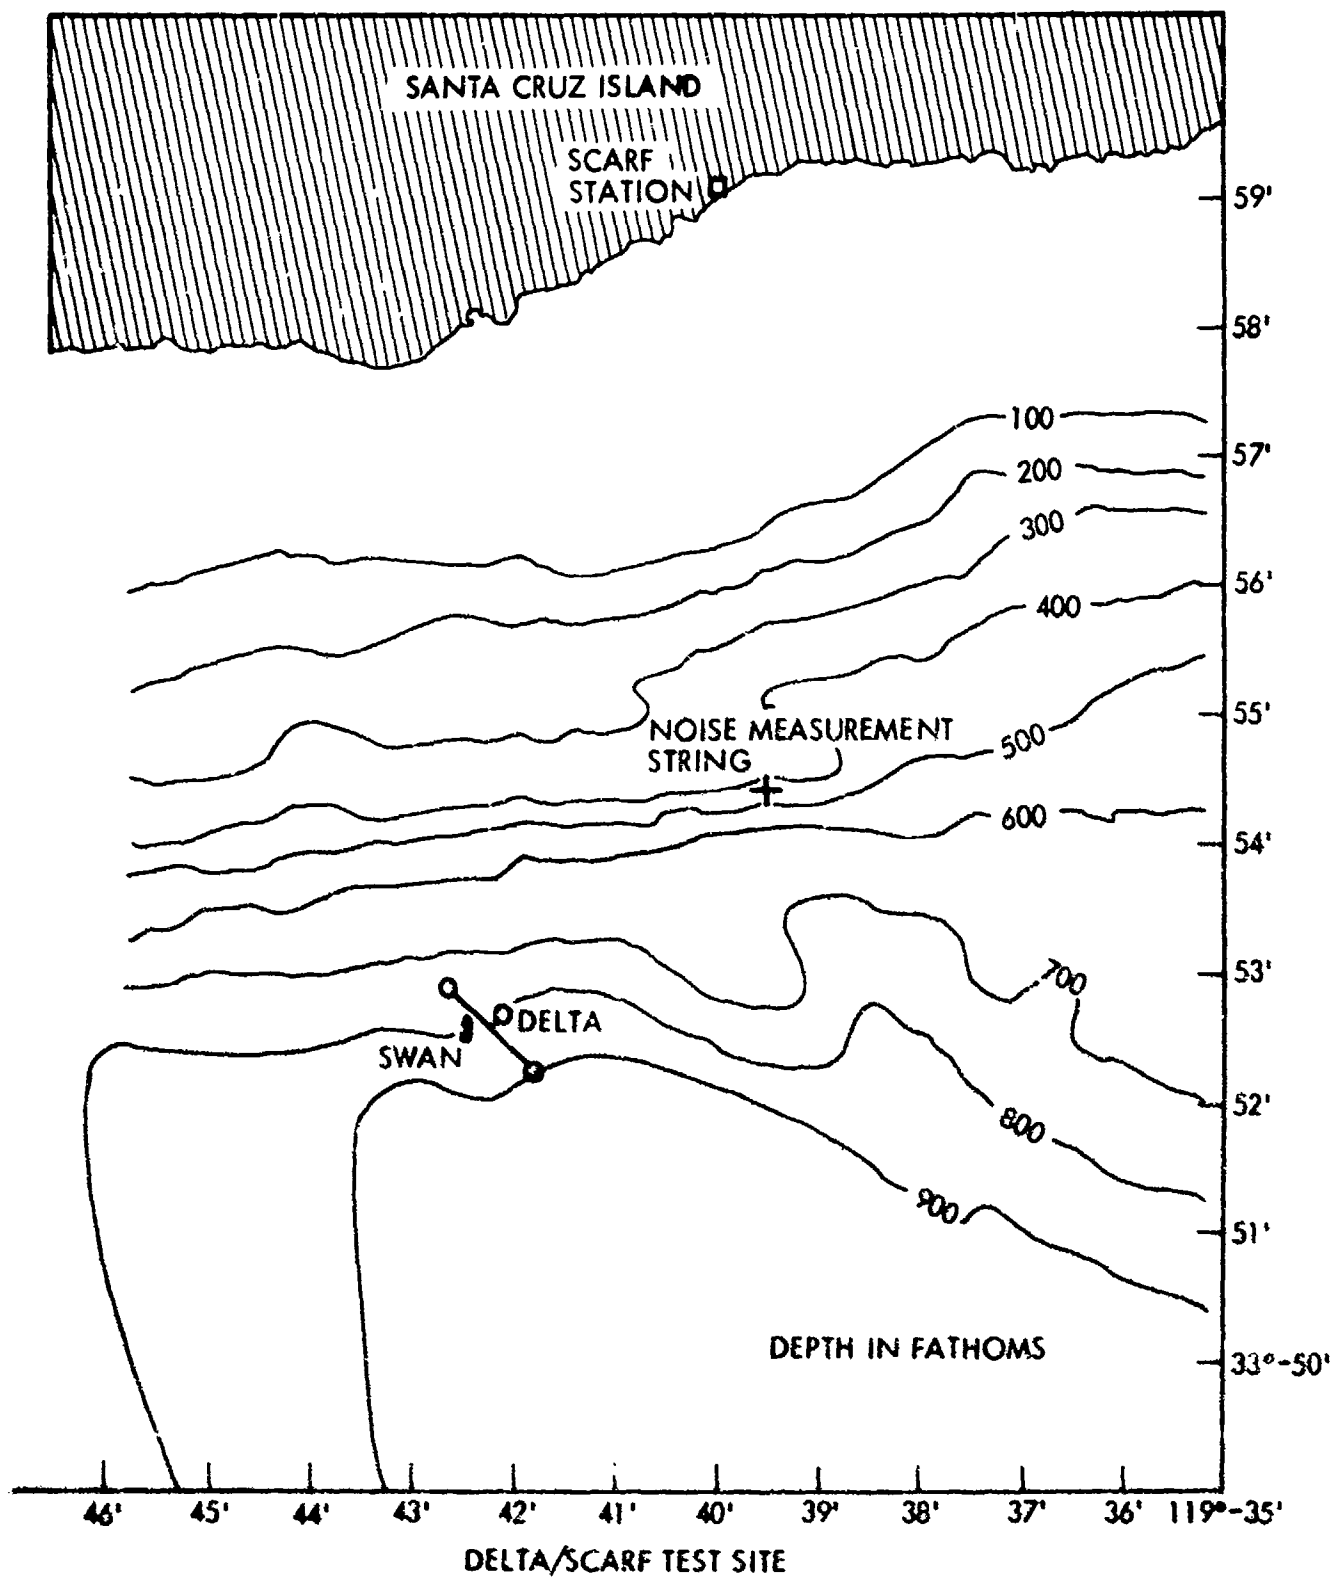 SANTA CRUZ ISLAND
SCARF
STATION
59'
58'
100
57'
200
300
56'
400
55'
NOISE MEASUREMENT
STRING
500
600
54'
53'
700
DELTA
SWAN
52'
800
900
51'
DEPTH IN FATHOMS
33°-50'
46' 45' 44' 43' 42' 41' 40' 39' 38' 37' 36' 119°-35'
DELTA/SCARF TEST SITE